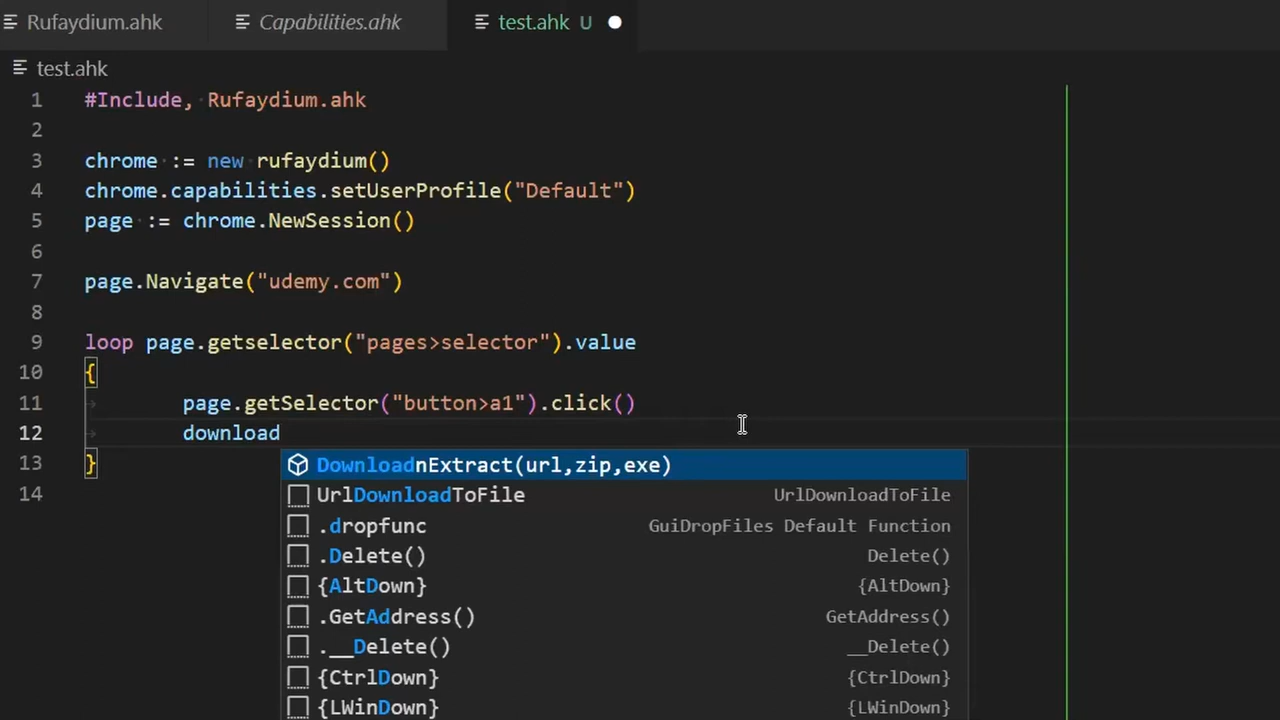 Rufaydium.ahk Capabilities.ahk test.ahk U
test.ahk
1 #Include, Rufaydium.ahk
2
3 chrome := new rufaydium()
4 chrome.capabilities.setUserProfile("Default")
5 page := chrome.NewSession()
6
7 page.Navigate("udemy.com")
8
9 loop page.getselector("pages>selector").value
10 {
11 page.getSelector("button>a1").click()
12 download
13 }
DownloadnExtract(url,zip,exe)
14
UrlDownloadToFile UrlDownloadToFile
.dropfunc GuiDropFiles Default Function
.Delete() Delete()
{AltDown} {AltDown}
.GetAddress() GetAddress()
.__Delete() __Delete()
{CtrlDown} {CtrlDown}
{LWinDown} {LWinDown}